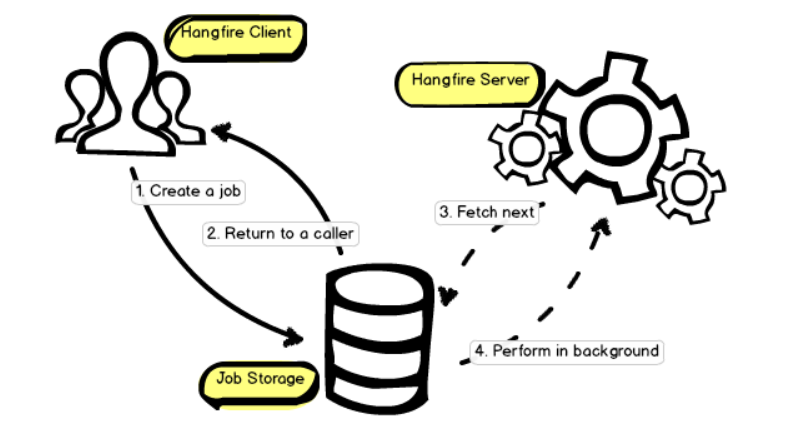 Hangfire Client
Hangfire Server
1. Create a job
2. Return to a caller
3. Fetch next
4. Perform in background
Job Storage